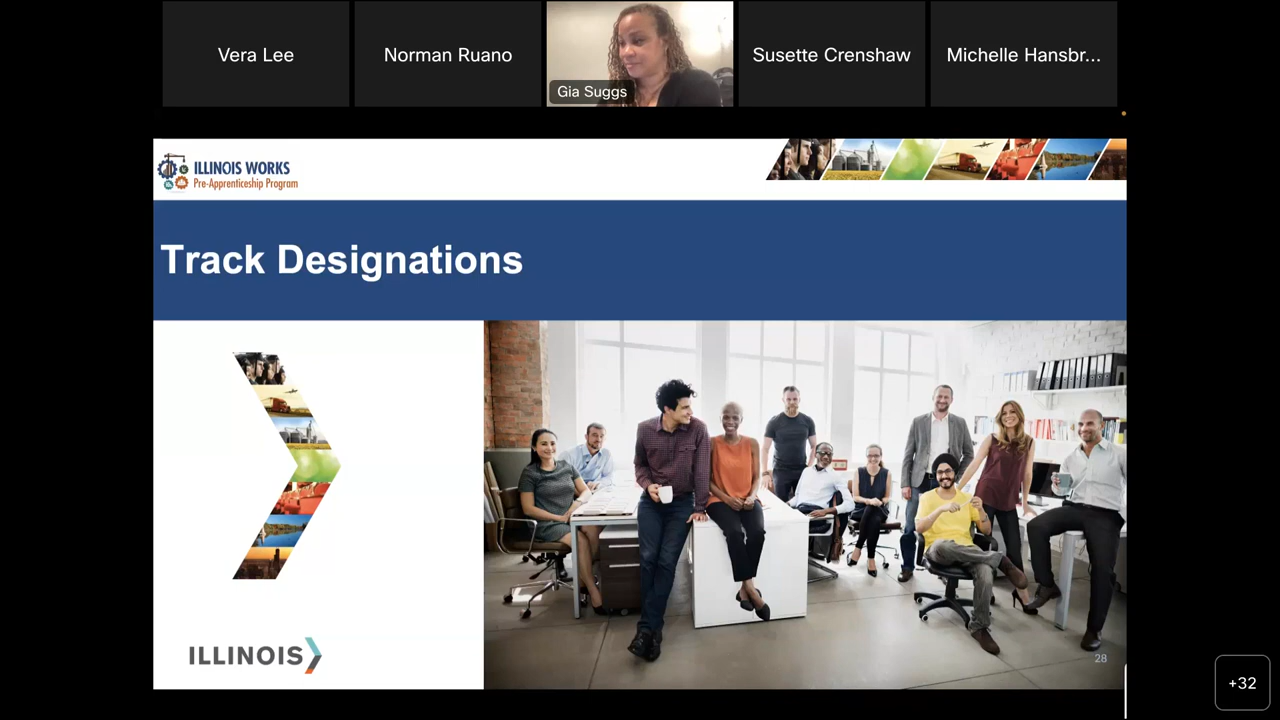 Vera Lee
Norman Ruano
Gia Suggs
Susette Crenshaw
Michelle Hansbr...
ILLINOIS WORKS
Pre-Apprenticeship Program
Track Designations
ILLINOIS
28
+32